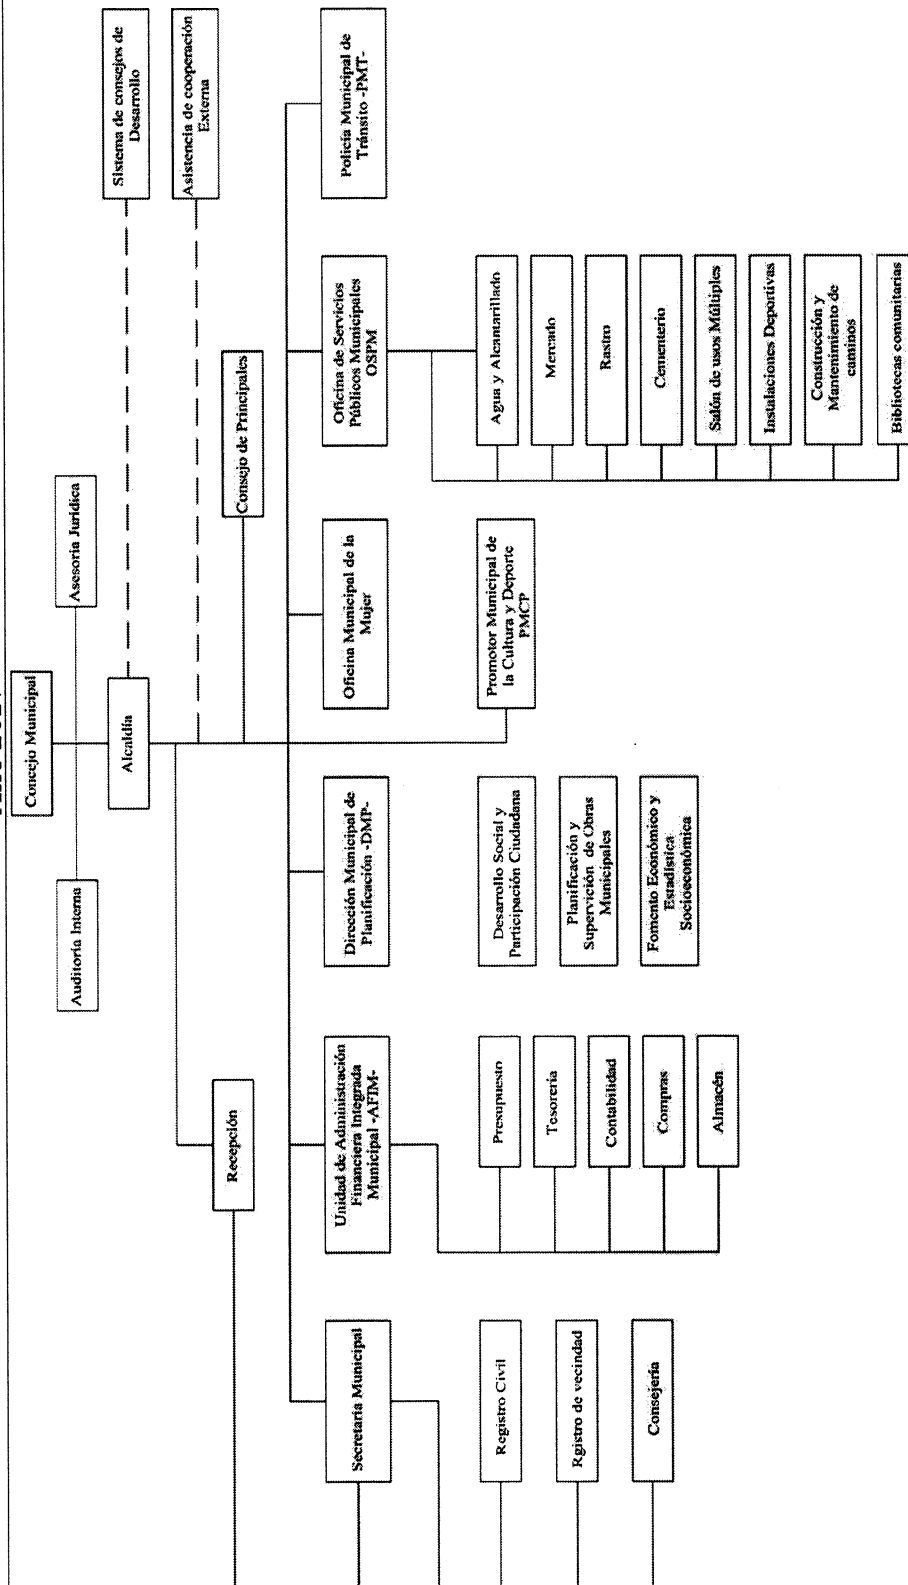 Concejo Municipal
Auditoría Interna
Asesoría Jurídica
Alcaldía
Sistema de consejos de
Desarrollo
Asistencia de cooperación
Externa
Recepción
Consejo de Principales
Secretaria Municipal
Unidad de Administración
Financiera Integrada
Municipal -AFIM-
Dirección Municipal de
Planificación -DMP-
Oficina Municipal de la
Mujer
Oficina de Servicios
Públicos Municipales
OSPM
Policía Municipal de
Tránsito -PMT-
Registro Civil
Rgistro de vecindad
Consejería
Presupuesto
Tesorería
Contabilidad
Compras
Almacén
Desarrollo Social y
Participación Ciudadana
Planificación y
Supervición de Obras
Municipales
Fomento Económico y
Estadística
Socioeconómica
Promotor Municipal de
la Cultura y Deporte
PMCP
Agua y Alcantarillado
Mercado
Rastro
Cementerio
Salón de usos Múltiples
Instalaciones Deportivas
Construcción y
Mantenimiento de
caminos
Bibliotecas comunitarias